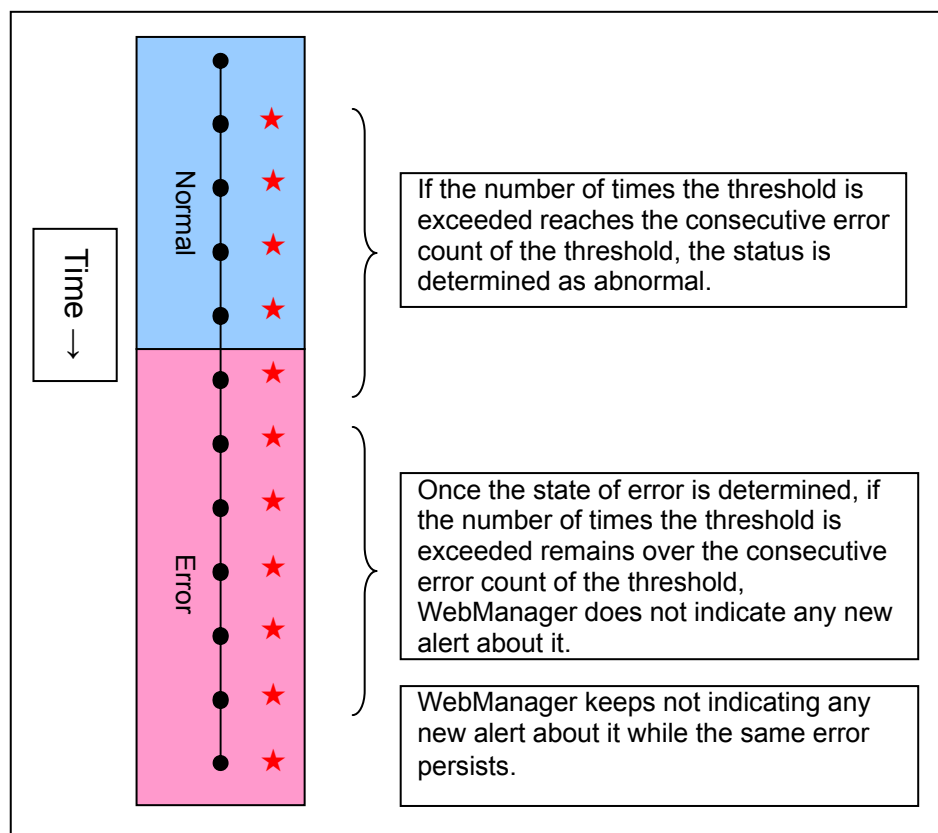 Time →
Normal
Error
If the number of times the threshold is
exceeded reaches the consecutive error
count of the threshold, the status is
determined as abnormal.
Once the state of error is determined, if
the number of times the threshold is
exceeded remains over the consecutive
error count of the threshold,
WebManager does not indicate any new
alert about it.
WebManager keeps not indicating any
new alert about it while the same error
persists.